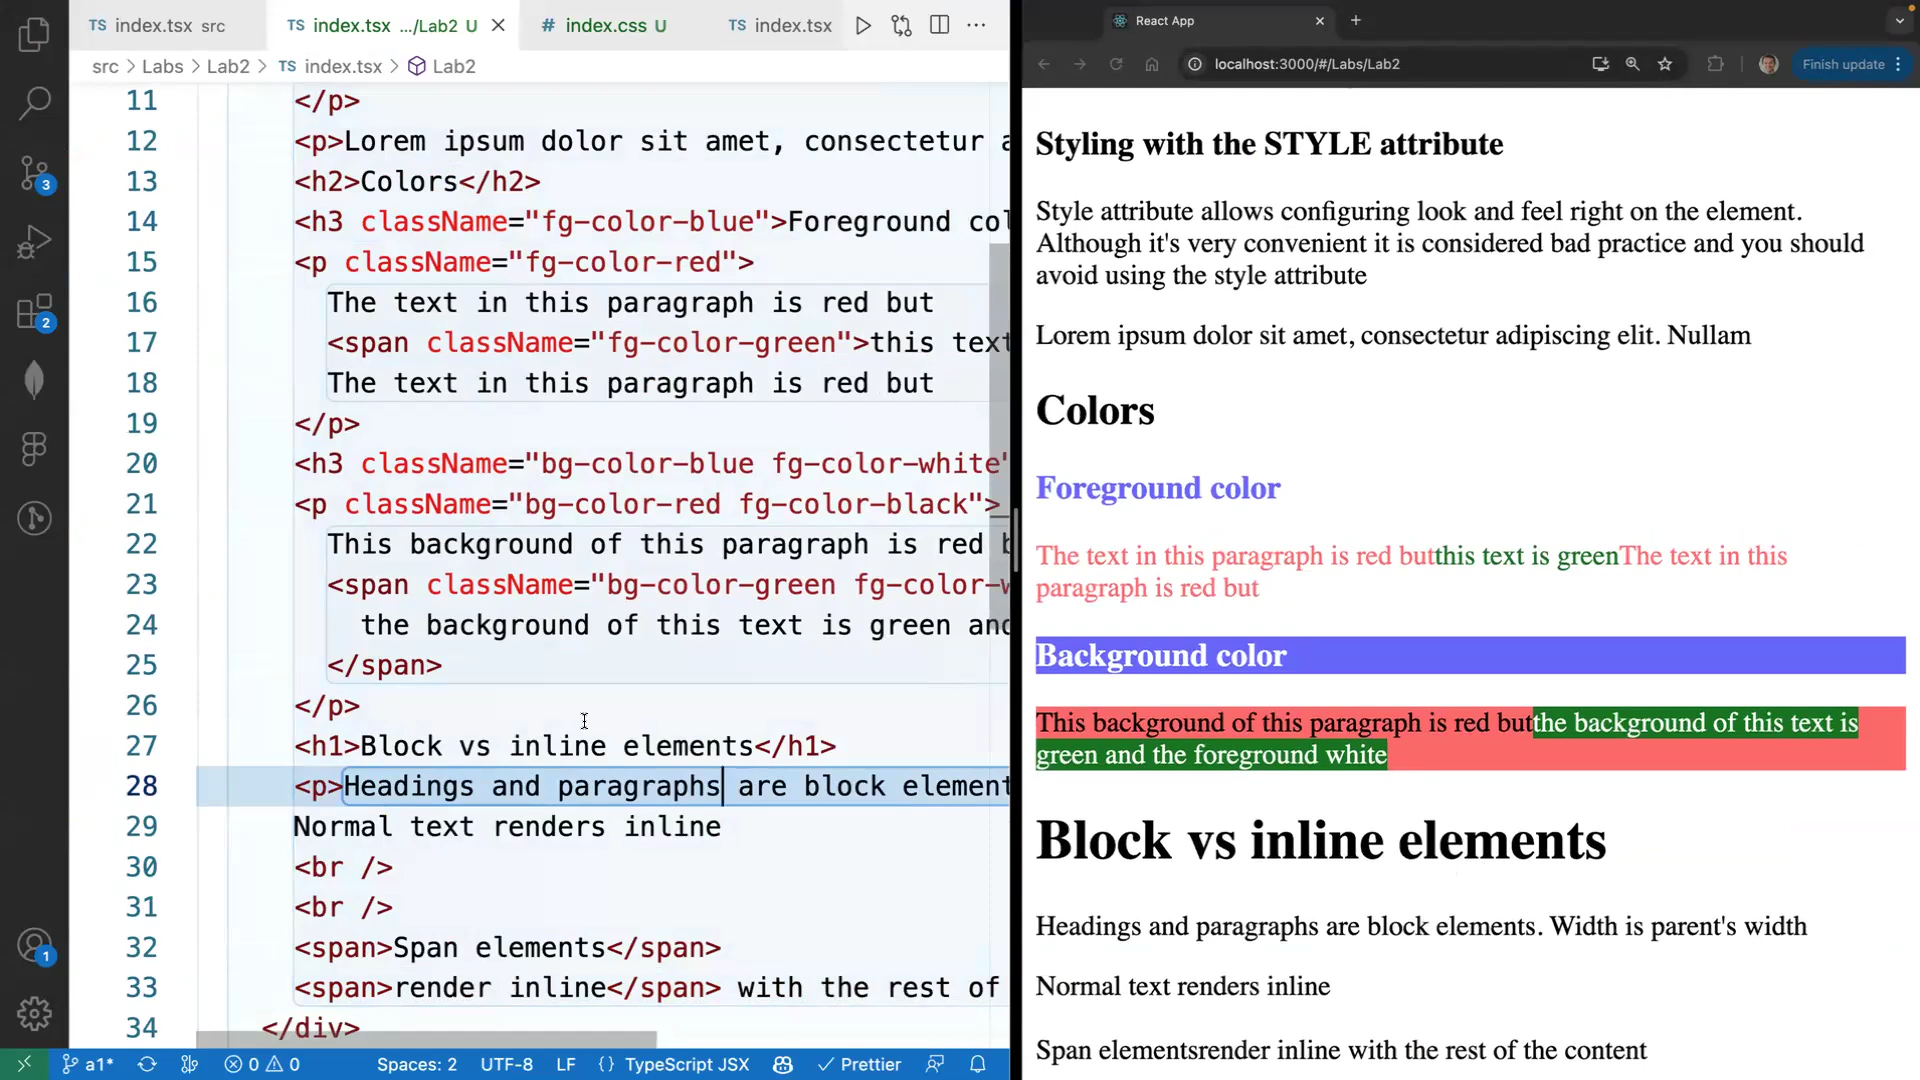 TS index.tsx src
TS index.tsx .../Lab2 U
# index.css U
TS index.tsx
src > Labs > Lab2 > TS index.tsx > Lab2
11 </p>
12 <p>Lorem ipsum dolor sit amet, consectetur a
13 <h2>Colors</h2>
14 <h3 className="fg-color-blue">Foreground col
15 <p className="fg-color-red">
16 The text in this paragraph is red but
17 <span className="fg-color-green">this text
18 The text in this paragraph is red but
19 </p>
20 <h3 className="bg-color-blue fg-color-white"
21 <p className="bg-color-red fg-color-black">
22 This background of this paragraph is red b
23 <span className="bg-color-green fg-color-w
24 the background of this text is green and
25 </span>
26 </p>
27 <h1>Block vs inline elements</h1>
28 <p>Headings and paragraphs are block element
29 Normal text renders inline
30 <br />
31 <br />
32 <span>Span elements</span>
33 <span>render inline</span> with the rest of
34 </div>
3
2
1
a1* 0 0 Spaces: 2 UTF-8 LF {} TypeScript JSX Prettier
React App
localhost:3000/#/Labs/Lab2
Finish update
Styling with the STYLE attribute
Style attribute allows configuring look and feel right on the element.
Although it's very convenient it is considered bad practice and you should
avoid using the style attribute
Lorem ipsum dolor sit amet, consectetur adipiscing elit. Nullam
Colors
Foreground color
The text in this paragraph is red butthis text is greenThe text in this
paragraph is red but
Background color
This background of this paragraph is red butthe background of this text is
green and the foreground white
Block vs inline elements
Headings and paragraphs are block elements. Width is parent's width
Normal text renders inline
Span elementsrender inline with the rest of the content